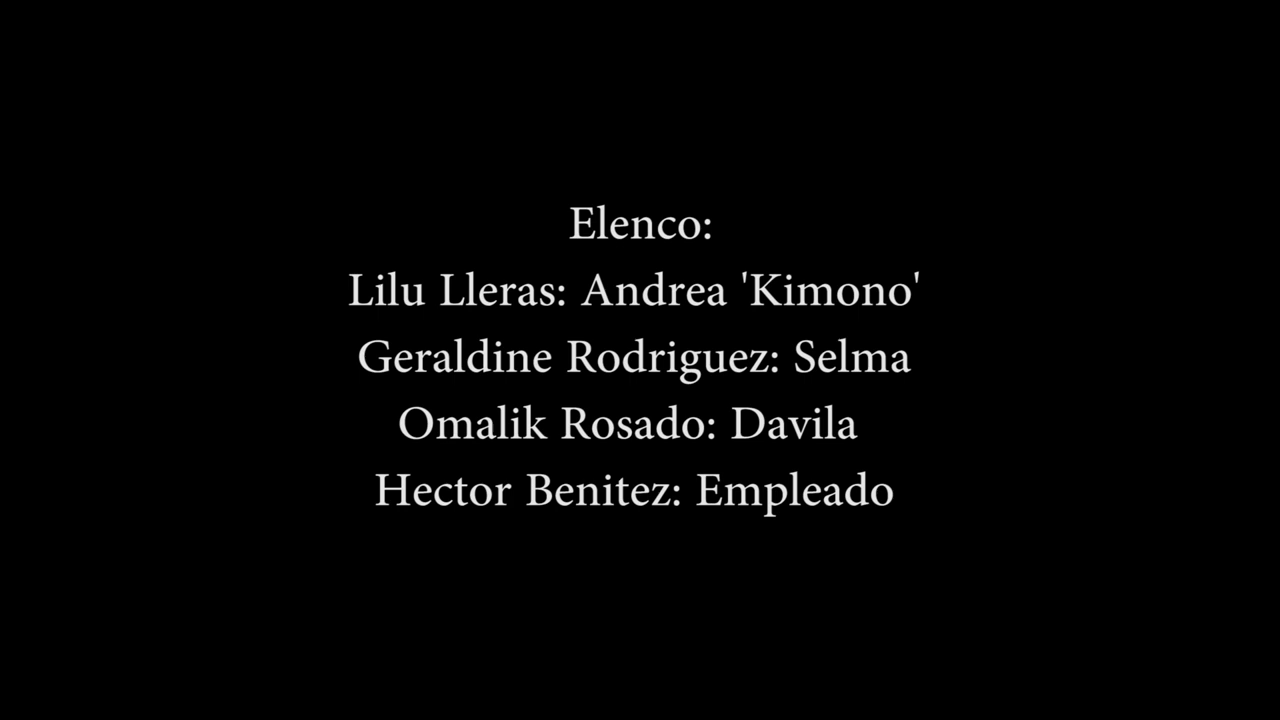 Elenco:
Lilu Lleras: Andrea 'Kimono'
Geraldine Rodriguez: Selma
Omalik Rosado: Davila
Hector Benitez: Empleado